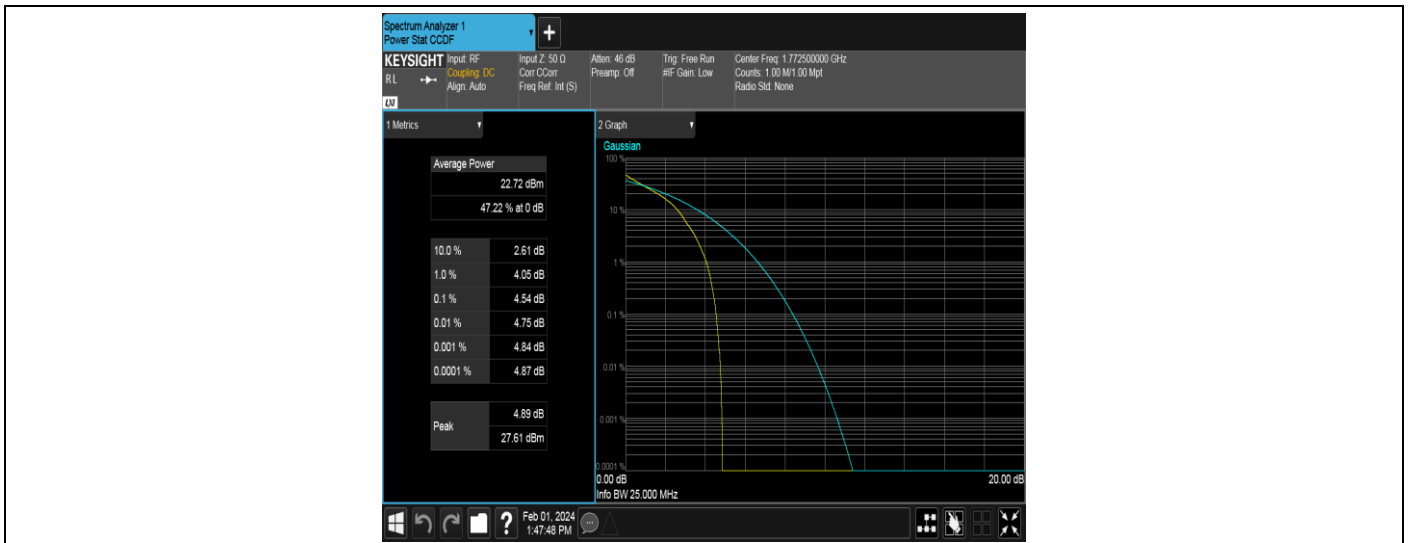 Spectrum Analyzer 1
Power Stat CCDF
+
KEYSIGHT
RL
LXI
Input: RF
Coupling: DC
Align: Auto
Input Z: 50 Ω
Corr CCorr
Freq Ref: Int (S)
Atten: 46 dB
Preamp: Off
Trig: Free Run
#IF Gain: Low
Center Freq: 1.772500000 GHz
Counts: 1.00 M/1.00 Mpt
Radio Std: None
1 Metrics
Average Power
22.72 dBm
47.22 % at 0 dB
10.0 % 2.61 dB
1.0 % 4.05 dB
0.1 % 4.54 dB
0.01 % 4.75 dB
0.001 % 4.84 dB
0.0001 % 4.87 dB
Peak
4.89 dB
27.61 dBm
2 Graph
Gaussian
100 %
10 %
1 %
0.1 %
0.01 %
0.001 %
0.0001 %
0.00 dB 20.00 dB
Info BW 25.000 MHz
?
Feb 01, 2024
1:47:48 PM